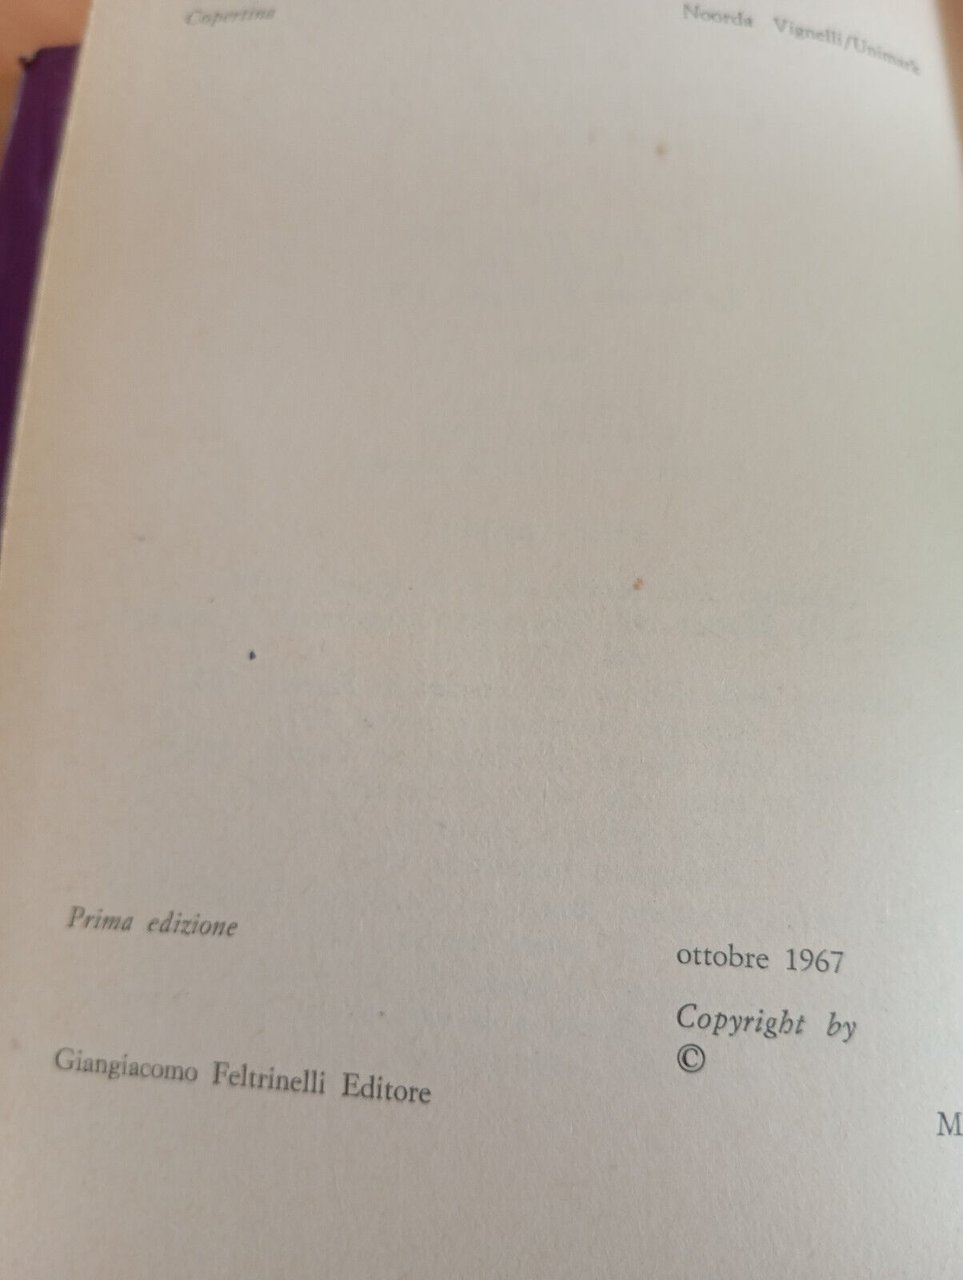 Copertina
Noorda Vignelli/Unimark
Prima edizione
ottobre 1967
Copyright by
©
Giangiacomo Feltrinelli Editore
M